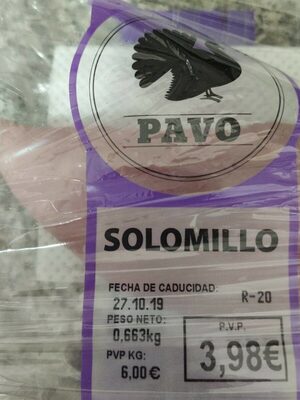 PAVO
SOLOMILLO
FECHA DE CADUCIDAD:
27.10.19 R-20
PESO NETO:
0,663kg
P.V.P.
PVP KG:
3,98€
6,00€